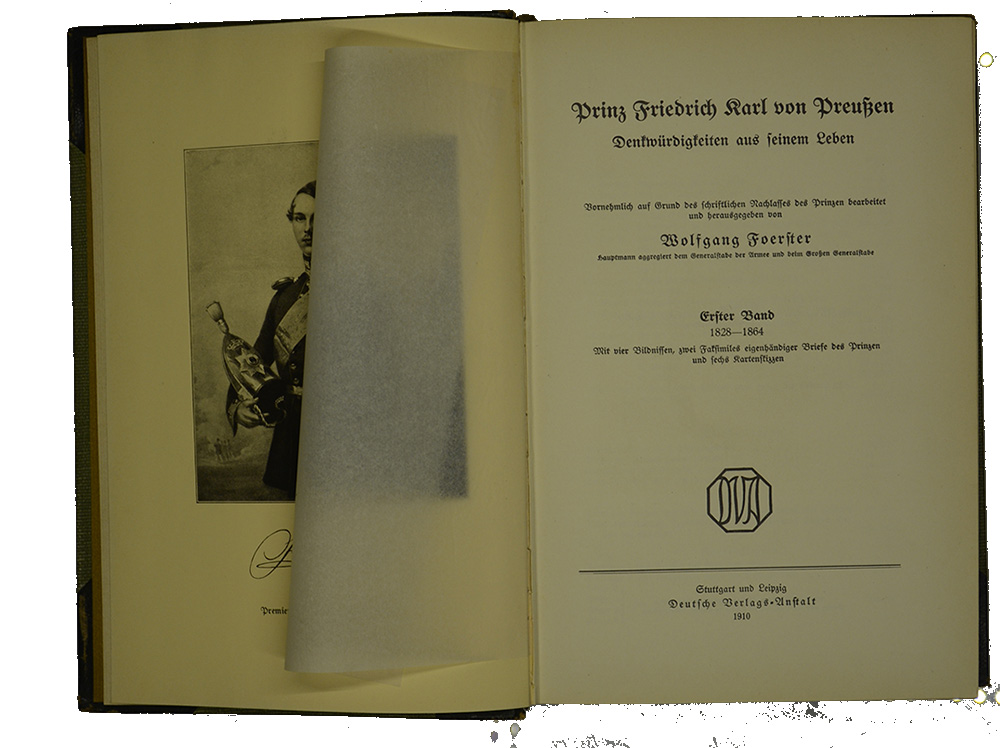 Premie
Prinz Friedrich Karl von Preußen
Denkwürdigkeiten aus seinem Leben
Vornehmlich auf Grund des schriftlichen Nachlasses des Prinzen bearbeitet
und herausgegeben von
Wolfgang Foerster
Hauptmann aggregiert dem Generalstabe der Armee und beim Großen Generalstabe
Erster Band
1828—1864
Mit vier Bildnissen, zwei Faksimiles eigenhändiger Briefe des Prinzen
und sechs Kartenskizzen
DVA
Stuttgart und Leipzig
Deutsche Verlags-Anstalt
1910